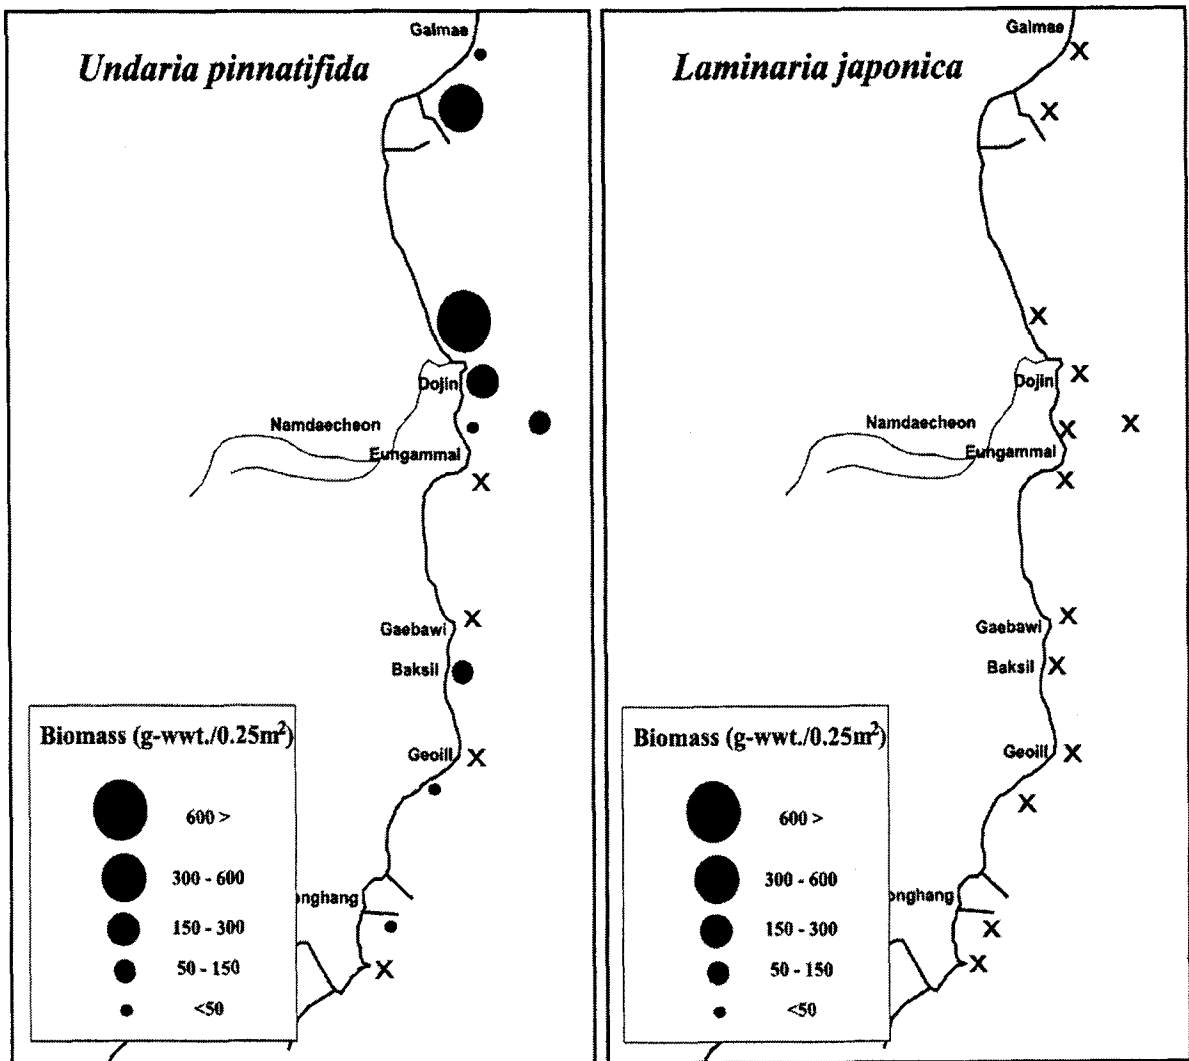 Undaria pinnatifida
Galmae
Dojin
Namdaecheon
Eungammal
X
X
Gaebawi
Baksil
Geoill
X
onghang
X
Biomass (g-wwt./0.25m²)
600 >
300 - 600
150 - 300
50 - 150
<50
Laminaria japonica
Galmae
X
X
X
Dojin
X
Namdaecheon
X
X
Eungammal
X
X
Gaebawi
Baksil
X
Geoill
X
X
onghang
X
X
Biomass (g-wwt./0.25m²)
600 >
300 - 600
150 - 300
50 - 150
<50